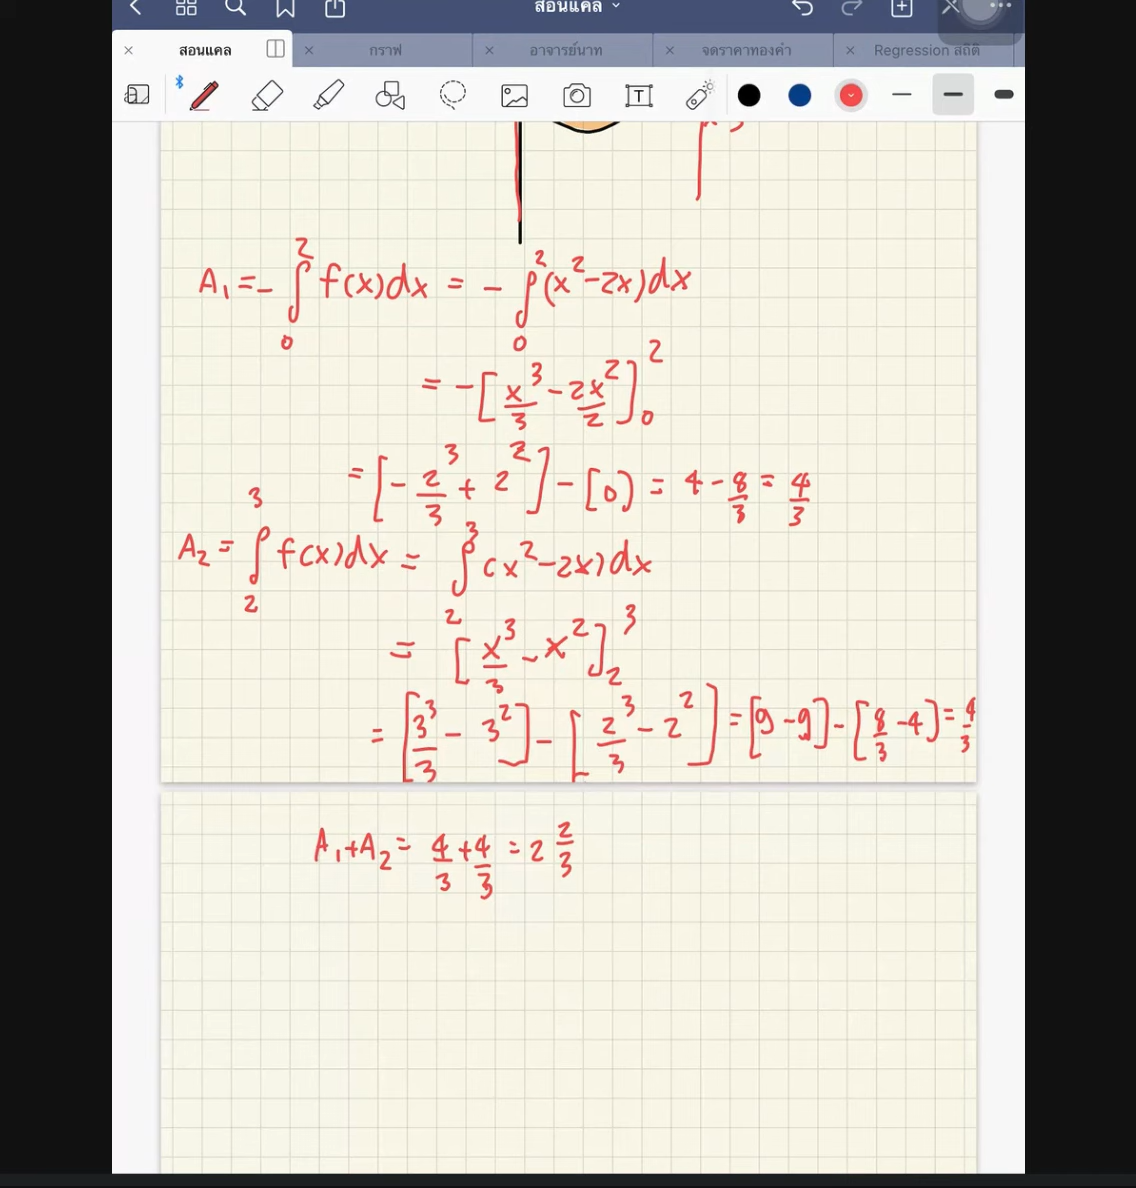 สอนแคล
สอนแคล กราฟ อาจารย์นาท จดราคาทองคำ Regression สถิติ
A₁ = - ∫₀² f(x)dx = - ∫₀² (x² - 2x)dx
= - [x³/3 - 2x²/2]₀²
= [- 2³/3 + 2²] - [0] = 4 - 8/3 = 4/3
A₂ = ∫₂³ f(x)dx = ∫₂³ (x² - 2x)dx
= [x³/3 - x²]₂³
= [3³/3 - 3²] - [2³/3 - 2²] = [9 - 9] - [8/3 - 4] = 4/3
A₁ + A₂ = 4/3 + 4/3 = 2 2/3